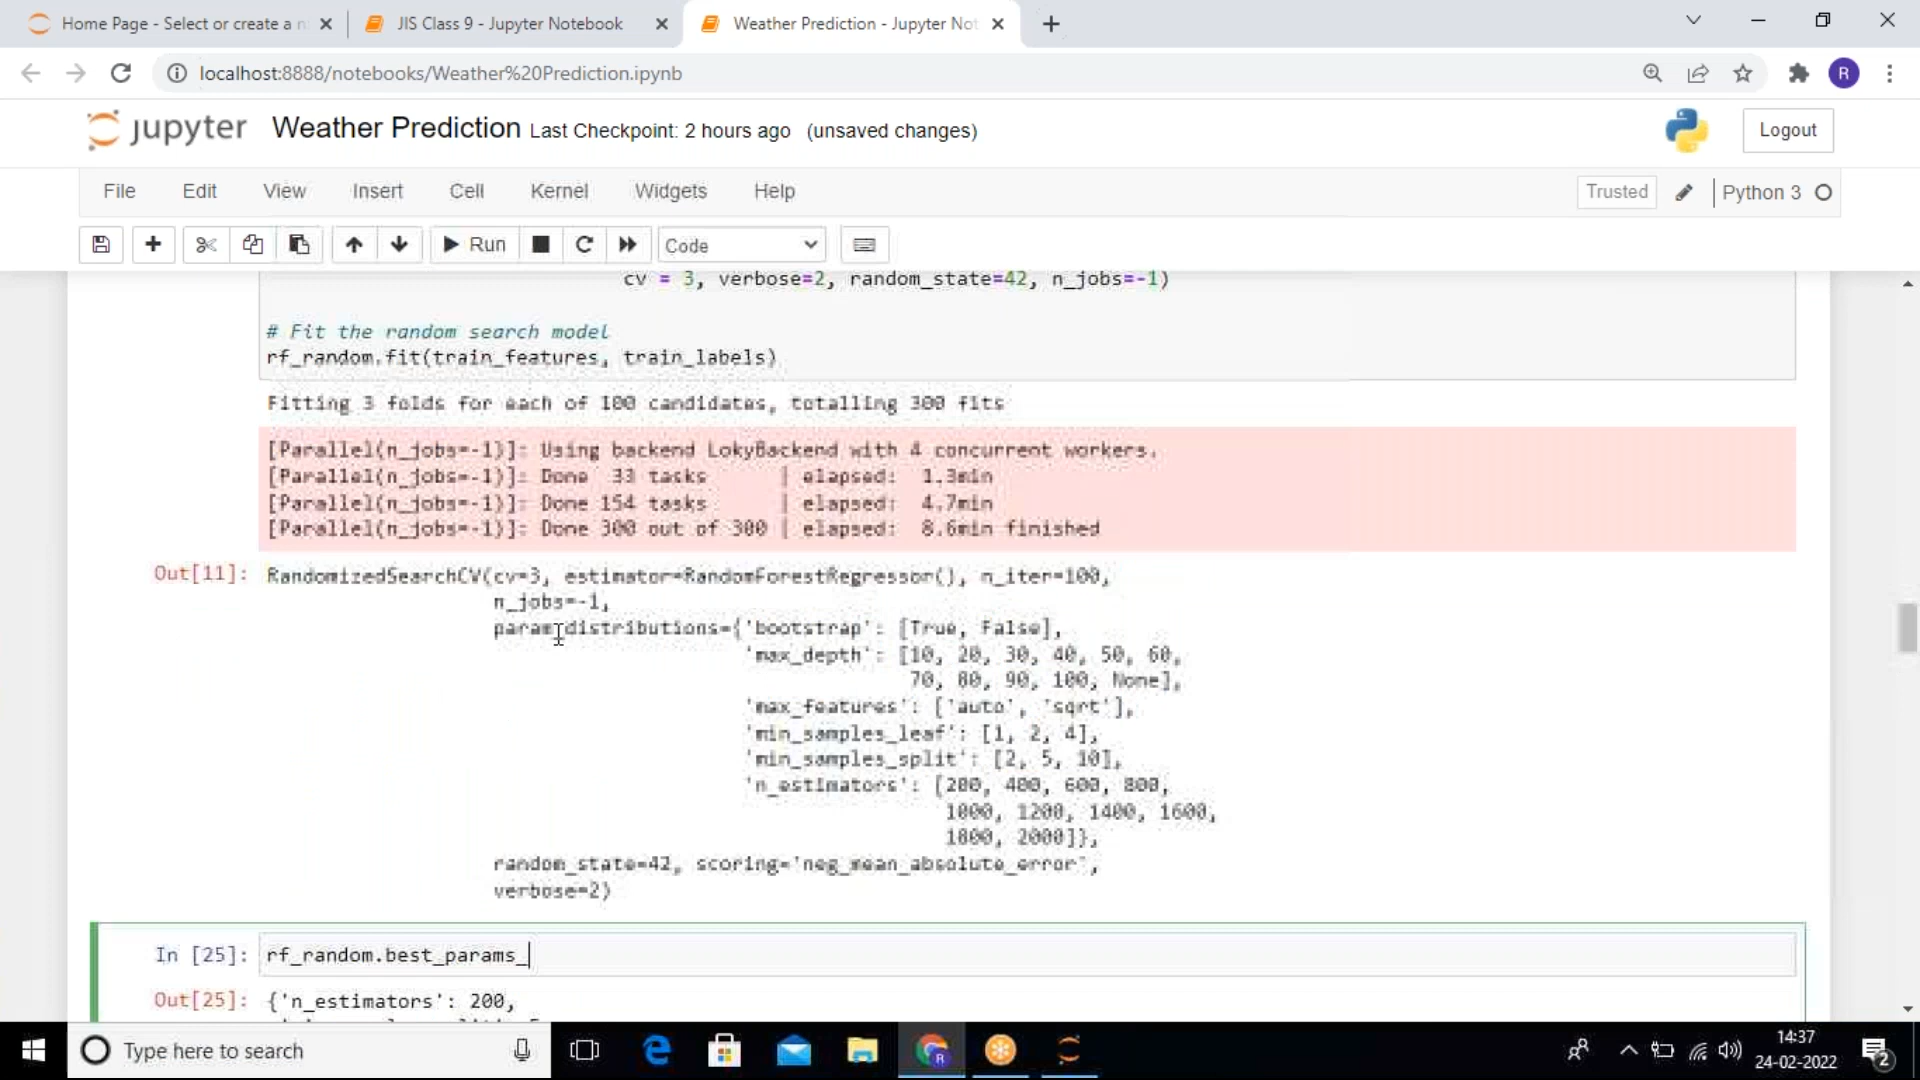 Home Page - Select or create a n
JIS Class 9 - Jupyter Notebook
Weather Prediction - Jupyter Not
localhost:8888/notebooks/Weather%20Prediction.ipynb
R
jupyter Weather Prediction Last Checkpoint: 2 hours ago (unsaved changes)
Logout
File Edit View Insert Cell Kernel Widgets Help
Trusted
Python 3
Run
Code
cv = 3, verbose=2, random_state=42, n_jobs=-1)
# Fit the random search model
rf_random.fit(train_features, train_labels)
Fitting 3 folds for each of 100 candidates, totalling 300 fits
[Parallel(n_jobs=-1)]: Using backend LokyBackend with 4 concurrent workers.
[Parallel(n_jobs=-1)]: Done  33 tasks      | elapsed:  1.3min
[Parallel(n_jobs=-1)]: Done 154 tasks      | elapsed:  4.7min
[Parallel(n_jobs=-1)]: Done 300 out of 300 | elapsed:  8.6min finished
Out[11]: RandomizedSearchCV(cv=3, estimator=RandomForestRegressor(), n_iter=100,
n_jobs=-1,
param_distributions={'bootstrap': [True, False],
'max_depth': [10, 20, 30, 40, 50, 60,
70, 80, 90, 100, None],
'max_features': ['auto', 'sqrt'],
'min_samples_leaf': [1, 2, 4],
'min_samples_split': [2, 5, 10],
'n_estimators': [200, 400, 600, 800,
1000, 1200, 1400, 1600,
1800, 2000]},
random_state=42, scoring='neg_mean_absolute_error',
verbose=2)
In [25]: rf_random.best_params_
Out[25]: {'n_estimators': 200,
Type here to search
R
14:37
24-02-2022
2